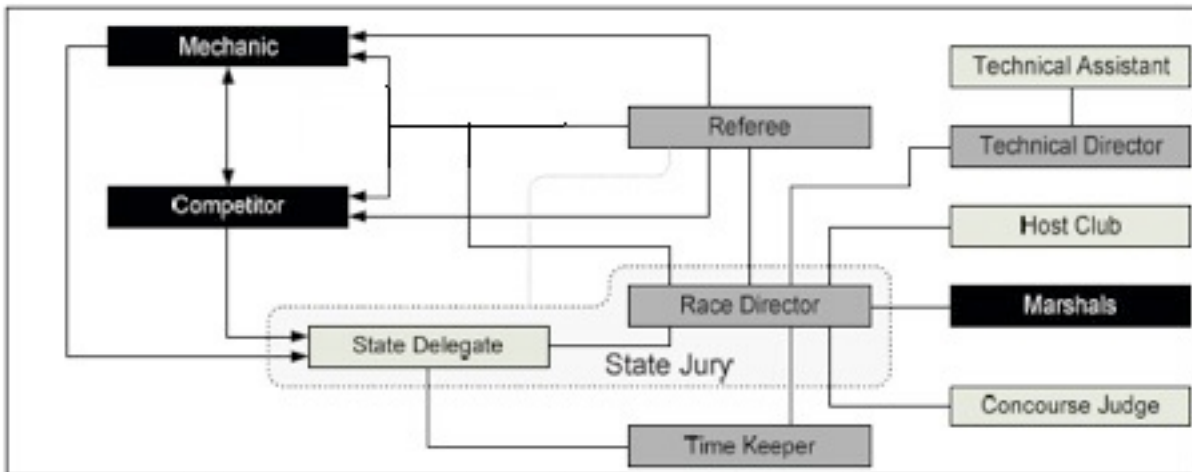 Mechanic
Technical Assistant
Referee
Technical Director
Competitor
Host Club
Race Director
Marshals
State Delegate
State Jury
Concourse Judge
Time Keeper